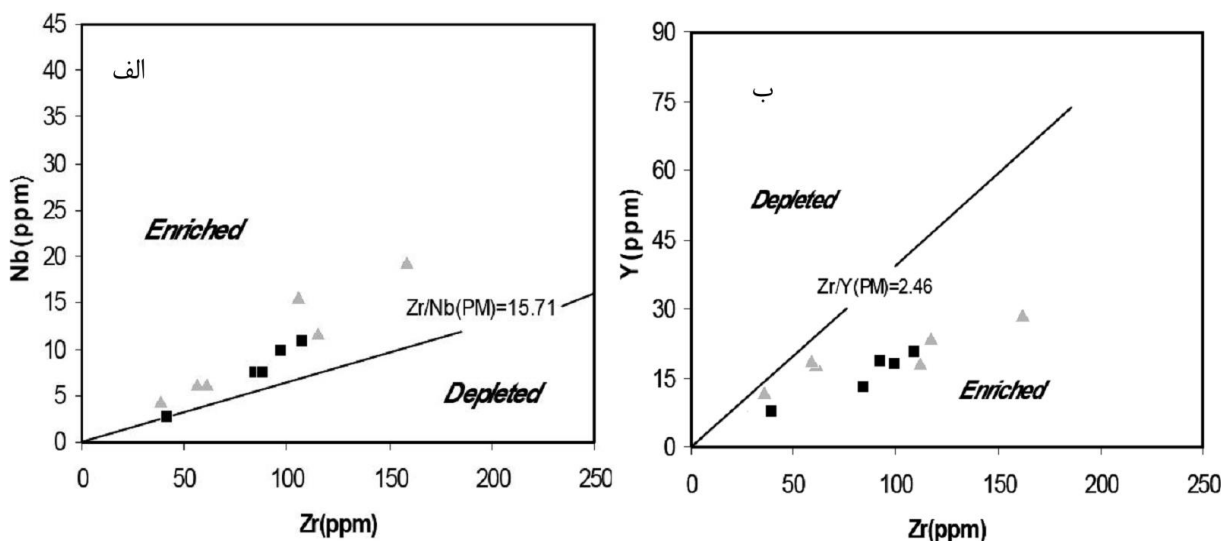 45
40
35
30
25
20
15
10
5
0
Nb(ppm)
الف
Enriched
Zr/Nb(PM)=15.71
Depleted
0 50 100 150 200 250
Zr(ppm)
90
75
60
45
30
15
0
Y(ppm)
ب
Depleted
Zr/Y(PM)=2.46
Enriched
0 50 100 150 200 250
Zr(ppm)